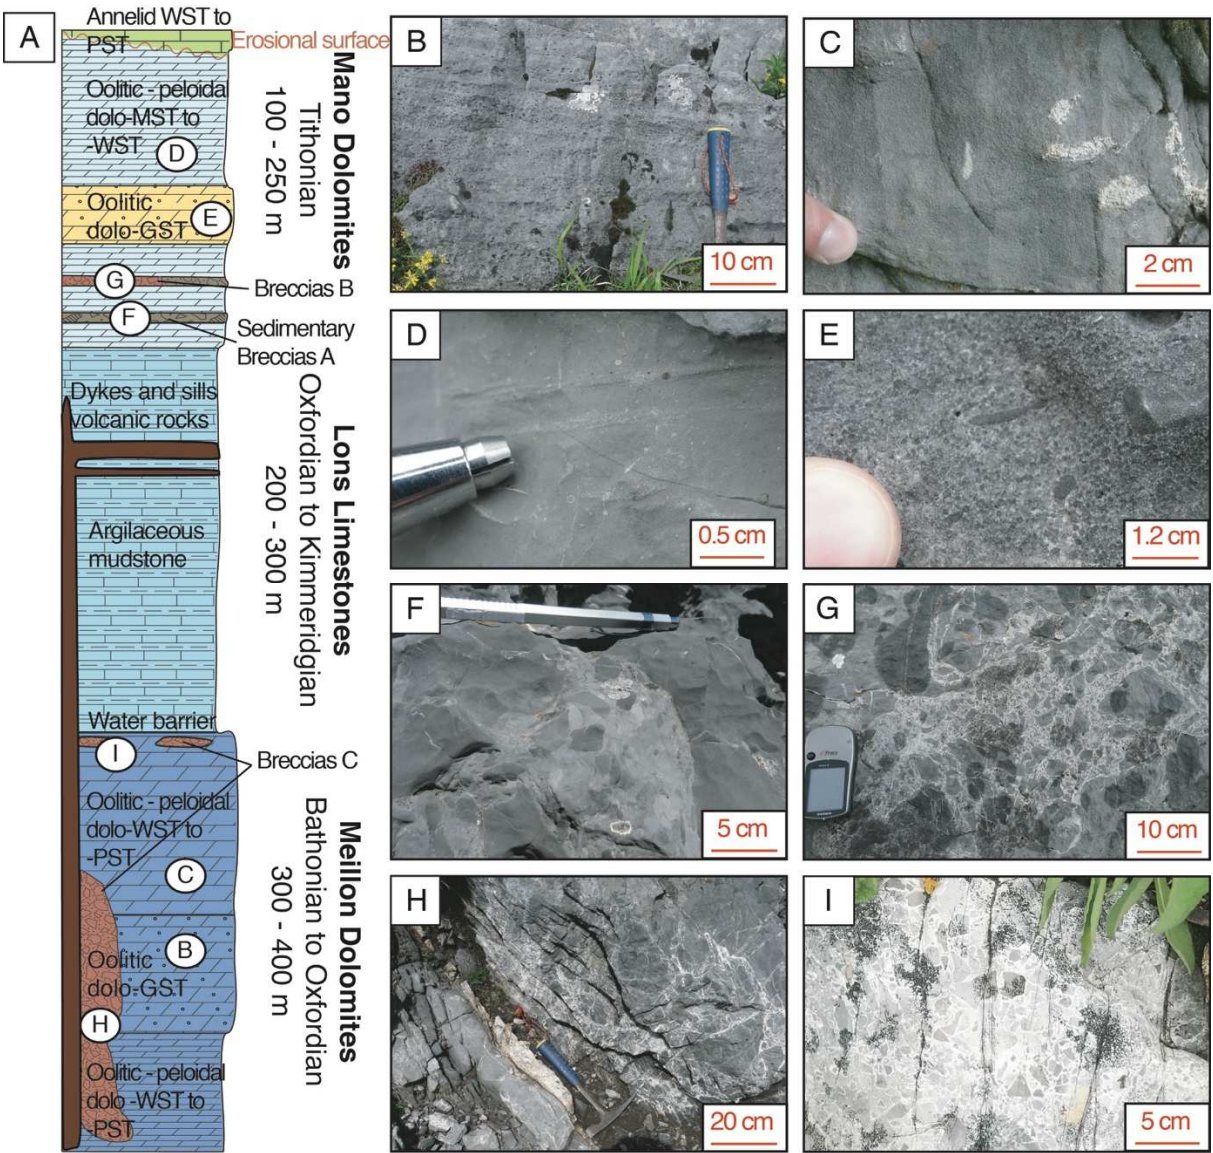 A
Annelid WST to
PST
Erosional surface
Oolitic - peloidal
dolo-MST to
-WST
D
Oolitic
dolo-GST
E
G
Breccias B
F
Sedimentary
Breccias A
Mano Dolomites
Tithonian
100 - 250 m
Dykes and sills
volcanic rocks
Argilaceous
mudstone
Lons Limestones
Oxfordian to Kimmeridgian
200 - 300 m
Water barrier
I
Breccias C
Oolitic - peloidal
dolo-WST to
-PST
C
B
Oolitic
dolo-GST
H
Oolitic - peloidal
dolo -WST to
-PST
Meillon Dolomites
Bathonian to Oxfordian
300 - 400 m
B
10 cm
C
2 cm
D
0.5 cm
E
1.2 cm
F
5 cm
G
10 cm
H
20 cm
I
5 cm